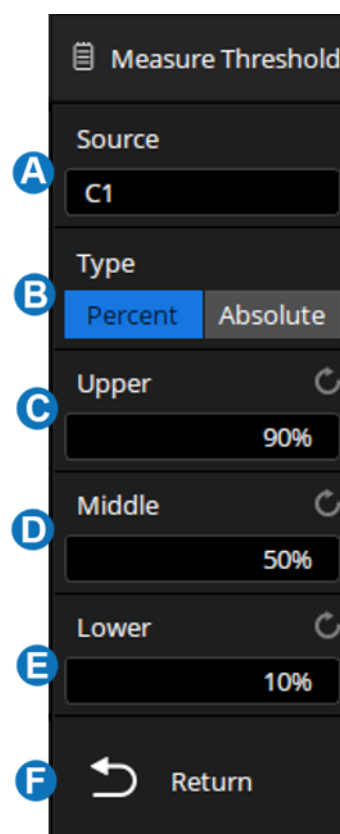 Measure Threshold
Source
A
C1
Type
B
Percent Absolute
Upper
C
90%
Middle
D
50%
Lower
E
10%
F Return